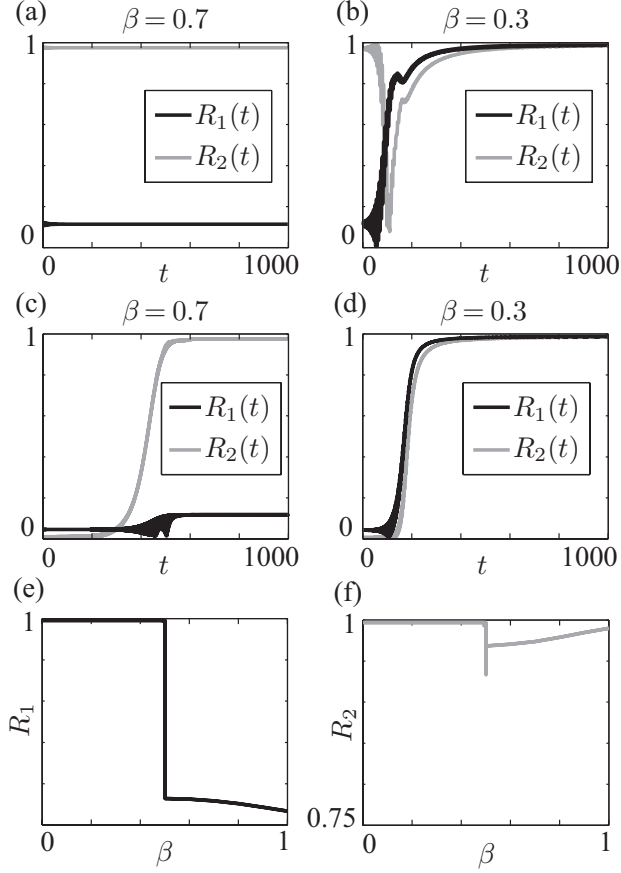 (a) β = 0.7
1
R₁(t)
R₂(t)
0
0 t 1000
(b) β = 0.3
1
R₁(t)
R₂(t)
0
0 t 1000
(c) β = 0.7
1
R₁(t)
R₂(t)
0
0 t 1000
(d) β = 0.3
1
R₁(t)
R₂(t)
0
0 t 1000
(e)
1
R₁
0 β 1
(f)
1
R₂
0.75
0 β 1